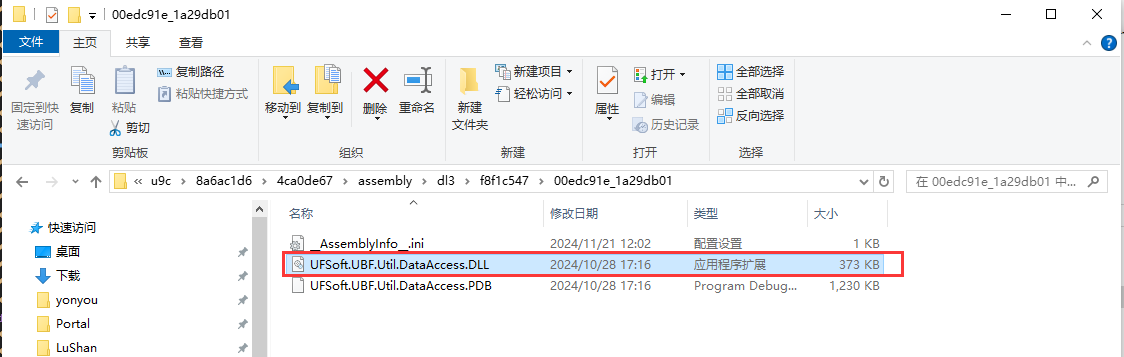 00edc91e_1a29db01
文件 主页 共享 查看
固定到快速访问
复制
粘贴
复制路径
粘贴快捷方式
剪切
移动到
复制到
删除
重命名
新建文件夹
新建项目
轻松访问
属性
打开
编辑
历史记录
全部选择
全部取消
反向选择
剪贴板 组织 新建 打开 选择
« u9c > 8a6ac1d6 > 4ca0de67 > assembly > dl3 > f8f1c547 > 00edc91e_1a29db01
在 00edc91e_1a29db01 中...
快速访问
桌面
下载
yonyou
Portal
LuShan
名称 修改日期 类型 大小
__AssemblyInfo__.ini 2024/11/21 12:02 配置设置 1 KB
UFSoft.UBF.Util.DataAccess.DLL 2024/10/28 17:16 应用程序扩展 373 KB
UFSoft.UBF.Util.DataAccess.PDB 2024/10/28 17:16 Program Debug... 1,230 KB